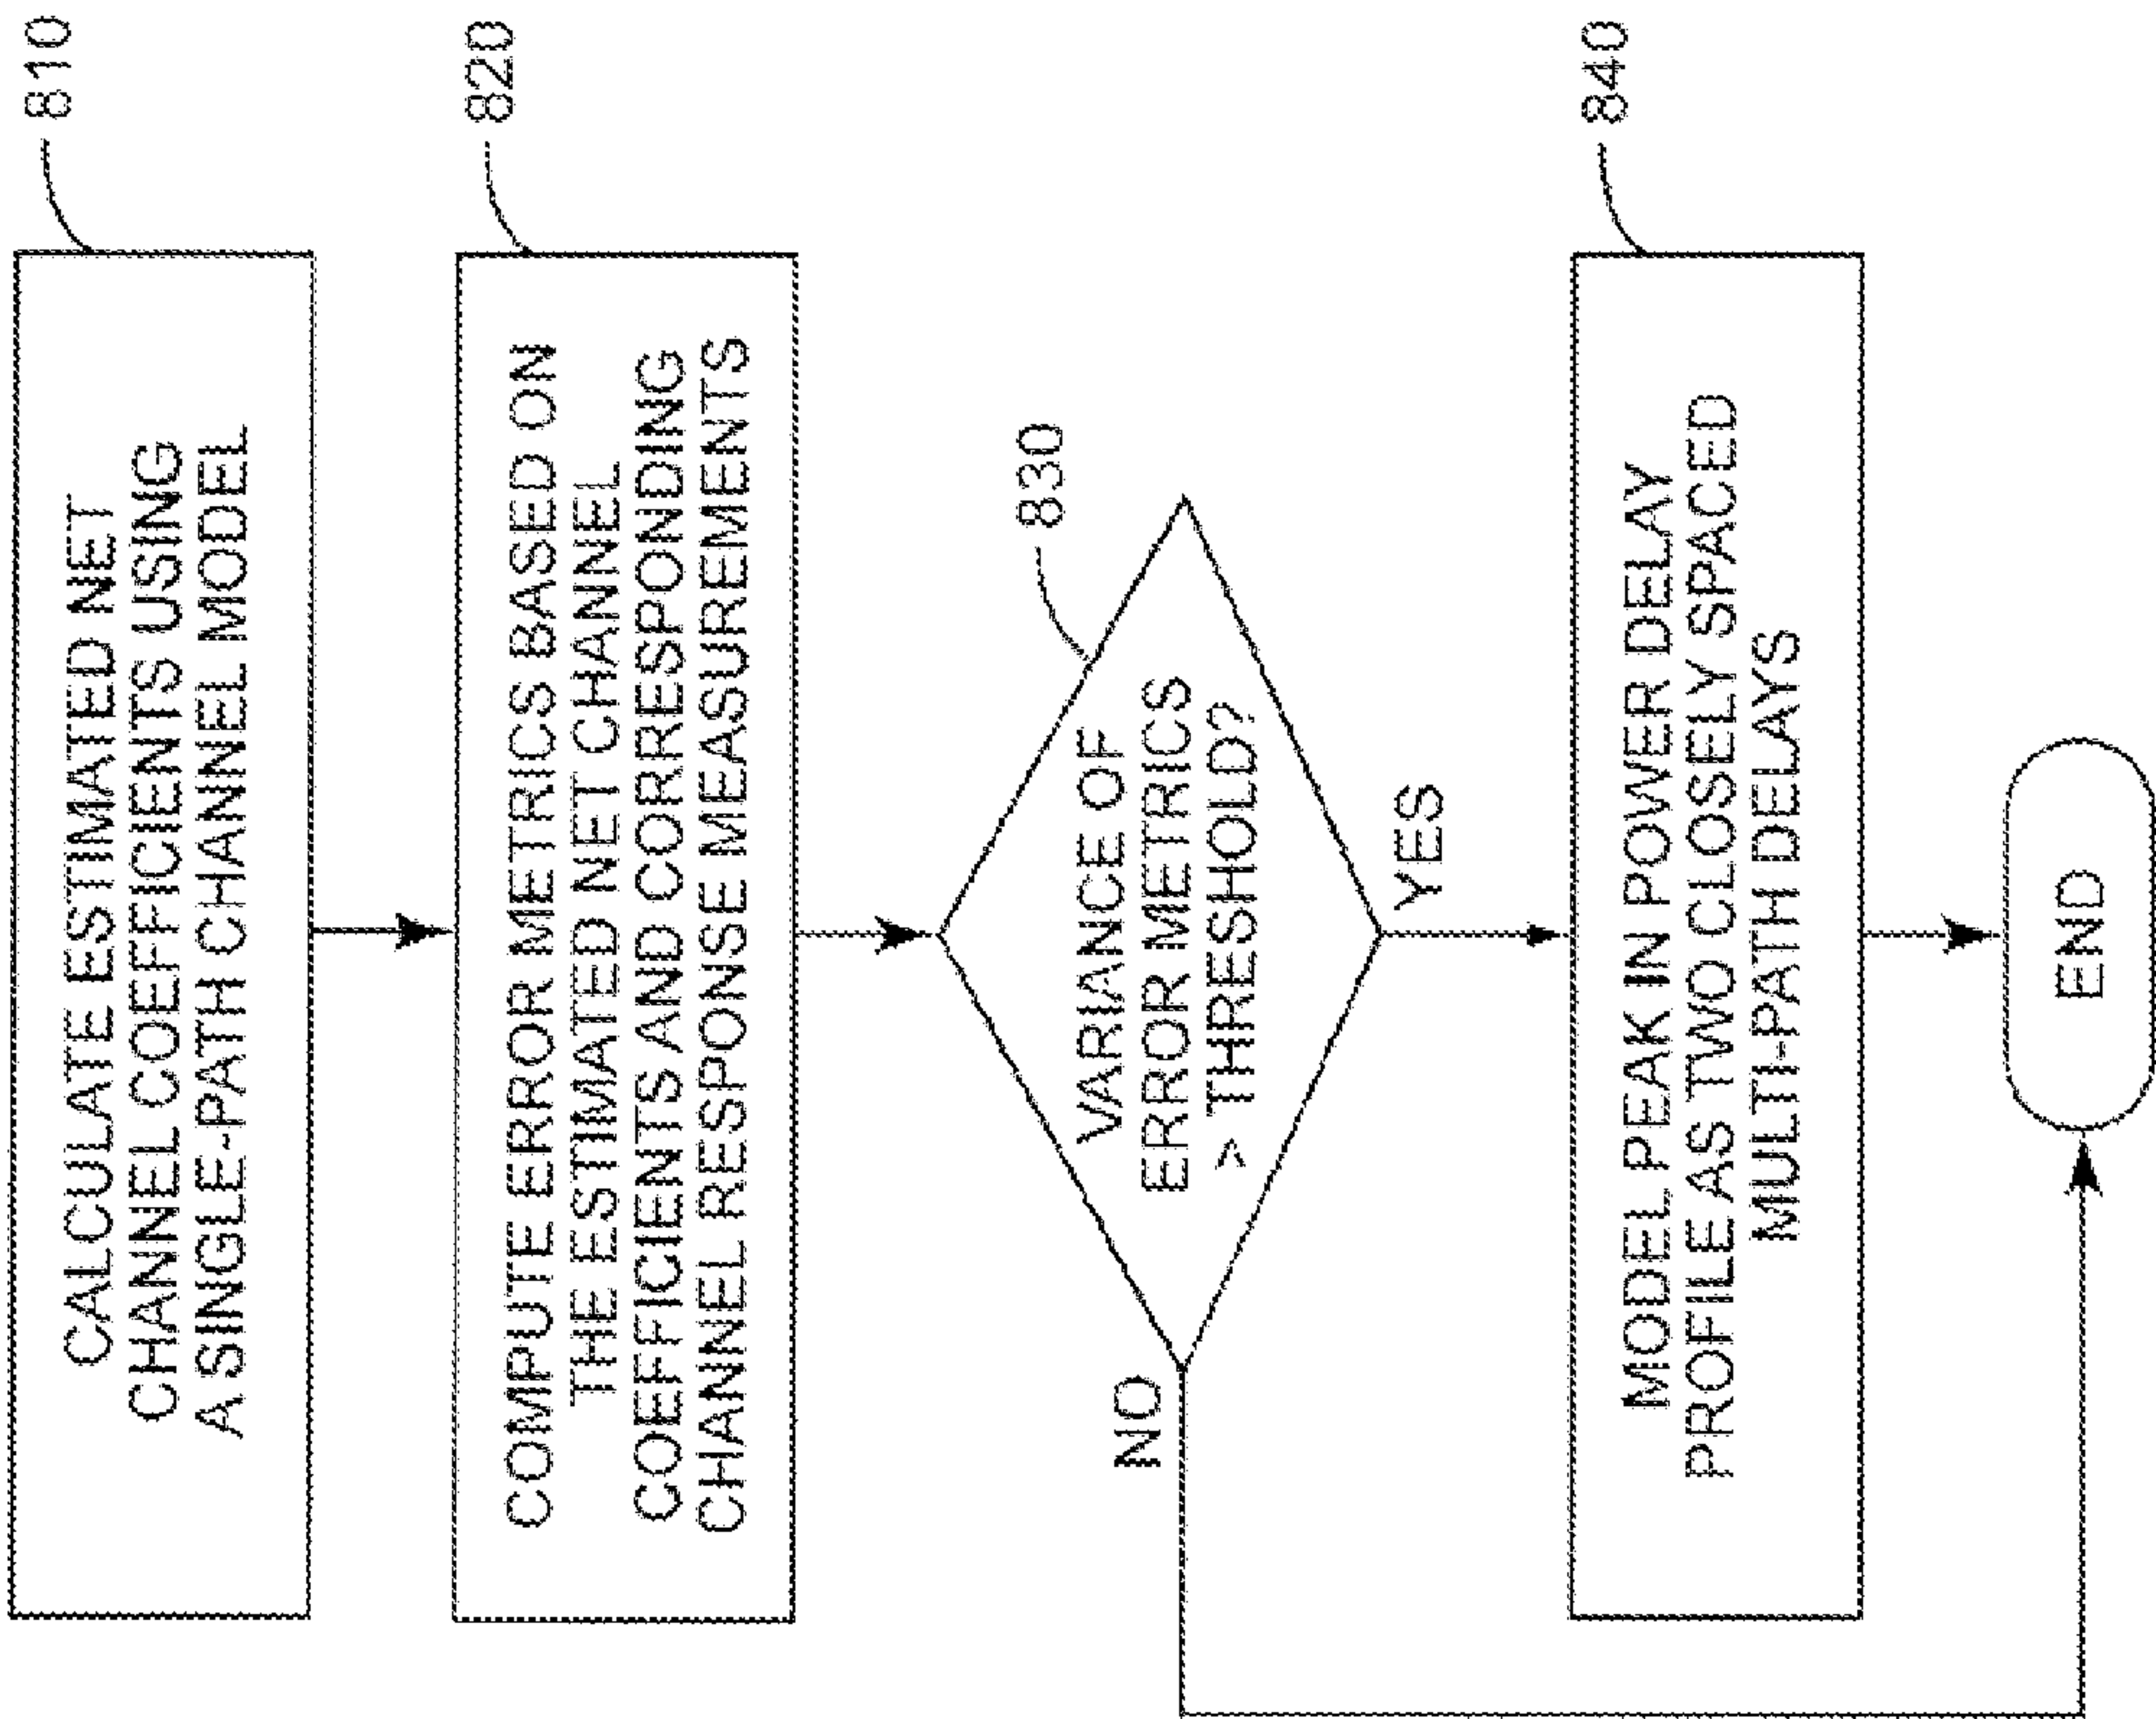 810
CALCULATE ESTIMATED NET
CHANNEL COEFFICIENTS USING
A SINGLE-PATH CHANNEL MODEL
820
COMPUTE ERROR METRICS BASED ON
THE ESTIMATED NET CHANNEL
COEFFICIENTS AND CORRESPONDING
CHANNEL RESPONSE MEASUREMENTS
830
VARIANCE OF
ERROR METRICS
> THRESHOLD?
NO
YES
840
MODEL PEAK IN POWER DELAY
PROFILE AS TWO CLOSELY SPACED
MULTI-PATH DELAYS
END